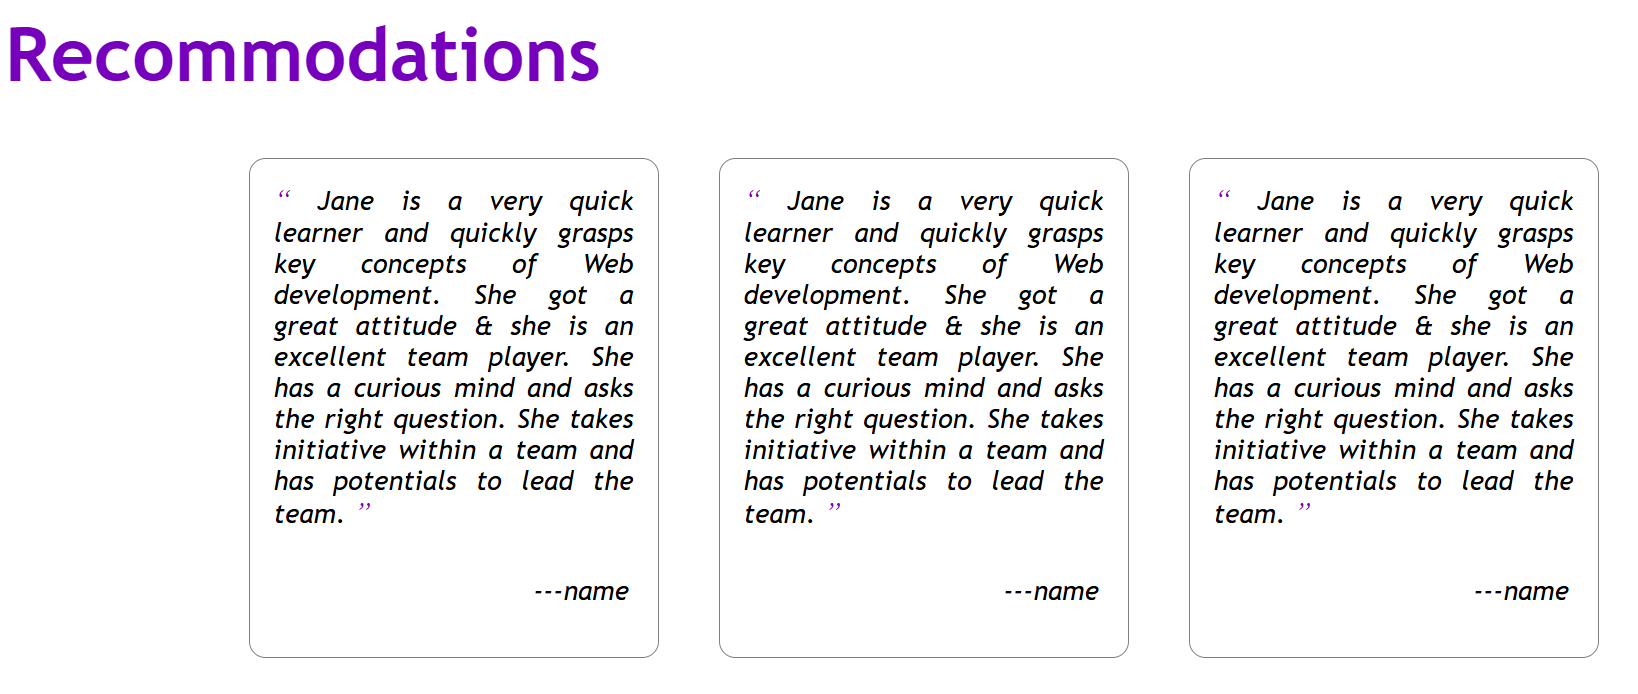 Recommodations
“ Jane is a very quick
learner and quickly grasps
key concepts of Web
development. She got a
great attitude & she is an
excellent team player. She
has a curious mind and asks
the right question. She takes
initiative within a team and
has potentials to lead the
team. ”
---name
“ Jane is a very quick
learner and quickly grasps
key concepts of Web
development. She got a
great attitude & she is an
excellent team player. She
has a curious mind and asks
the right question. She takes
initiative within a team and
has potentials to lead the
team. ”
---name
“ Jane is a very quick
learner and quickly grasps
key concepts of Web
development. She got a
great attitude & she is an
excellent team player. She
has a curious mind and asks
the right question. She takes
initiative within a team and
has potentials to lead the
team. ”
---name